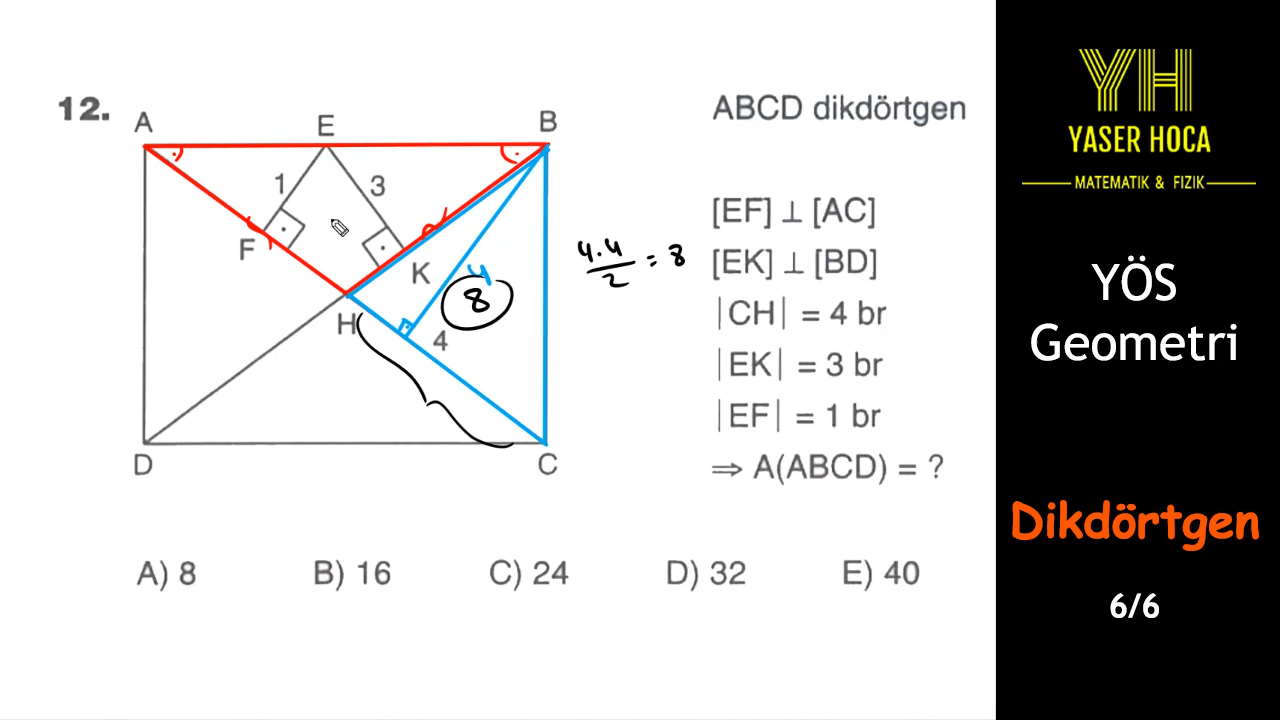 12.
A
E
B
1
3
F
K
H
4
8
4
D
C
4.4
2
= 8
ABCD dikdörtgen
[EF] ⊥ [AC]
[EK] ⊥ [BD]
|CH| = 4 br
|EK| = 3 br
|EF| = 1 br
⇒ A(ABCD) = ?
A) 8 B) 16 C) 24 D) 32 E) 40
YH
YASER HOCA
MATEMATIK & FIZIK
YÖS
Geometri
Dikdörtgen
6/6